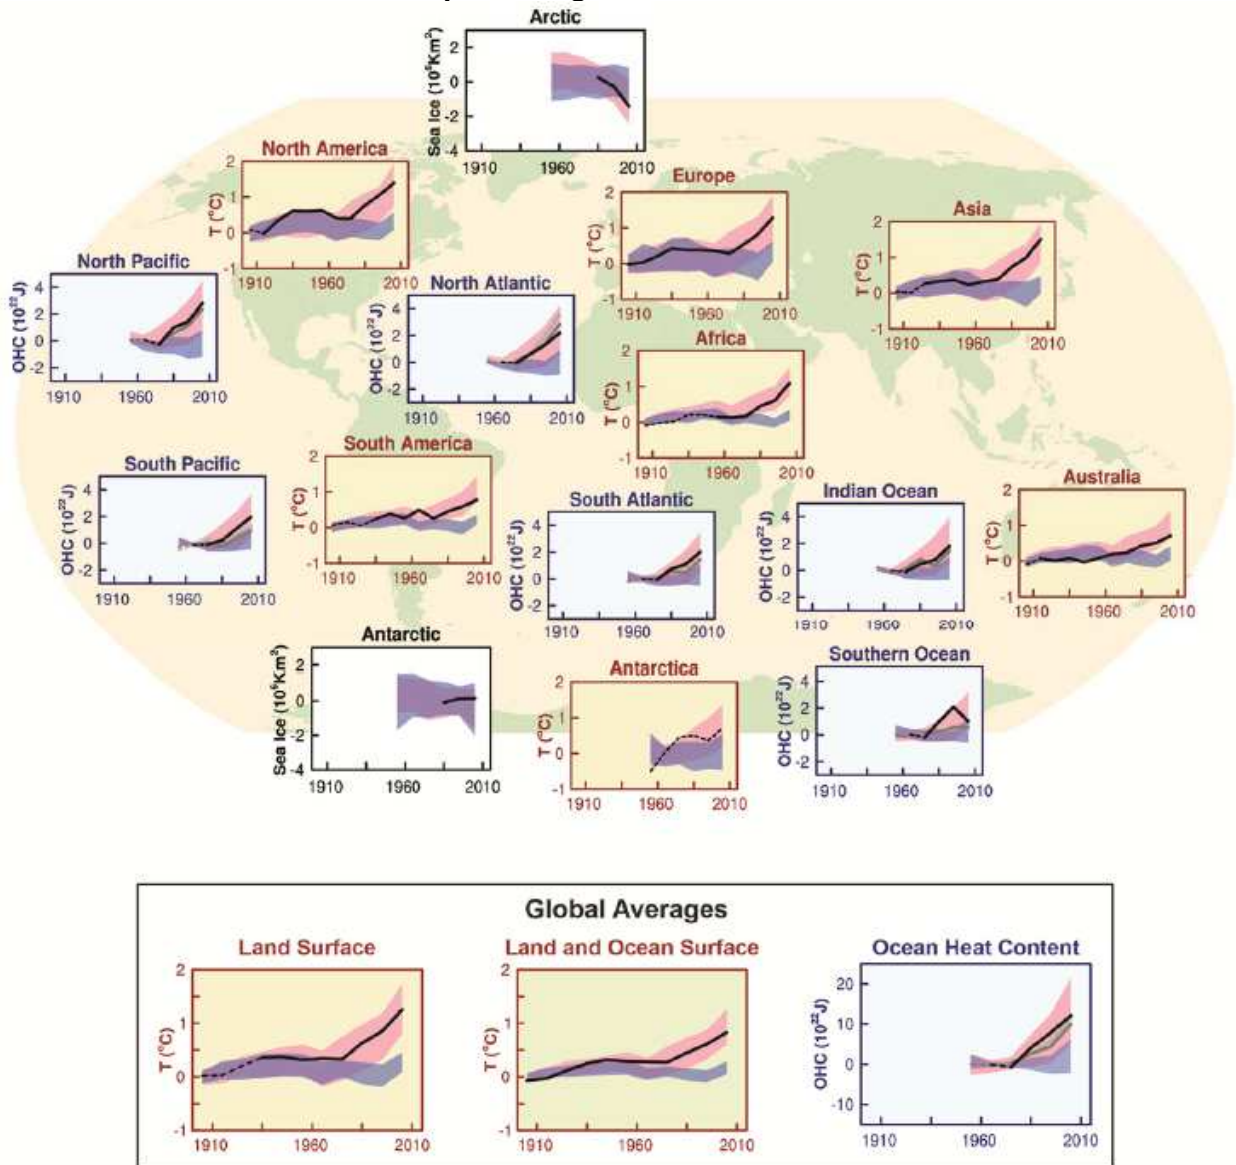 Arctic
Sea Ice (10⁶Km²)
2
0
-2
-4
1910 1960 2010
North America
T (°C)
2
1
0
-1
1910 1960 2010
Europe
T (°C)
2
1
0
-1
1910 1960 2010
Asia
T (°C)
2
1
0
-1
1910 1960 2010
North Pacific
OHC (10²²J)
4
2
0
-2
1910 1960 2010
North Atlantic
OHC (10²²J)
4
2
0
-2
1910 1960 2010
Africa
T (°C)
2
1
0
-1
1910 1960 2010
South Pacific
OHC (10²²J)
4
2
0
-2
1910 1960 2010
South America
T (°C)
2
1
0
-1
1910 1960 2010
South Atlantic
OHC (10²²J)
4
2
0
-2
1910 1960 2010
Indian Ocean
OHC (10²²J)
4
2
0
-2
1910 1960 2010
Australia
T (°C)
2
1
0
-1
1910 1960 2010
Antarctic
Sea Ice (10⁶Km²)
2
0
-2
-4
1910 1960 2010
Antarctica
T (°C)
2
1
0
-1
1910 1960 2010
Southern Ocean
OHC (10²²J)
4
2
0
-2
1910 1960 2010
Global Averages
Land Surface
T (°C)
2
1
0
-1
1910 1960 2010
Land and Ocean Surface
T (°C)
2
1
0
-1
1910 1960 2010
Ocean Heat Content
OHC (10²²J)
20
10
0
-10
1910 1960 2010